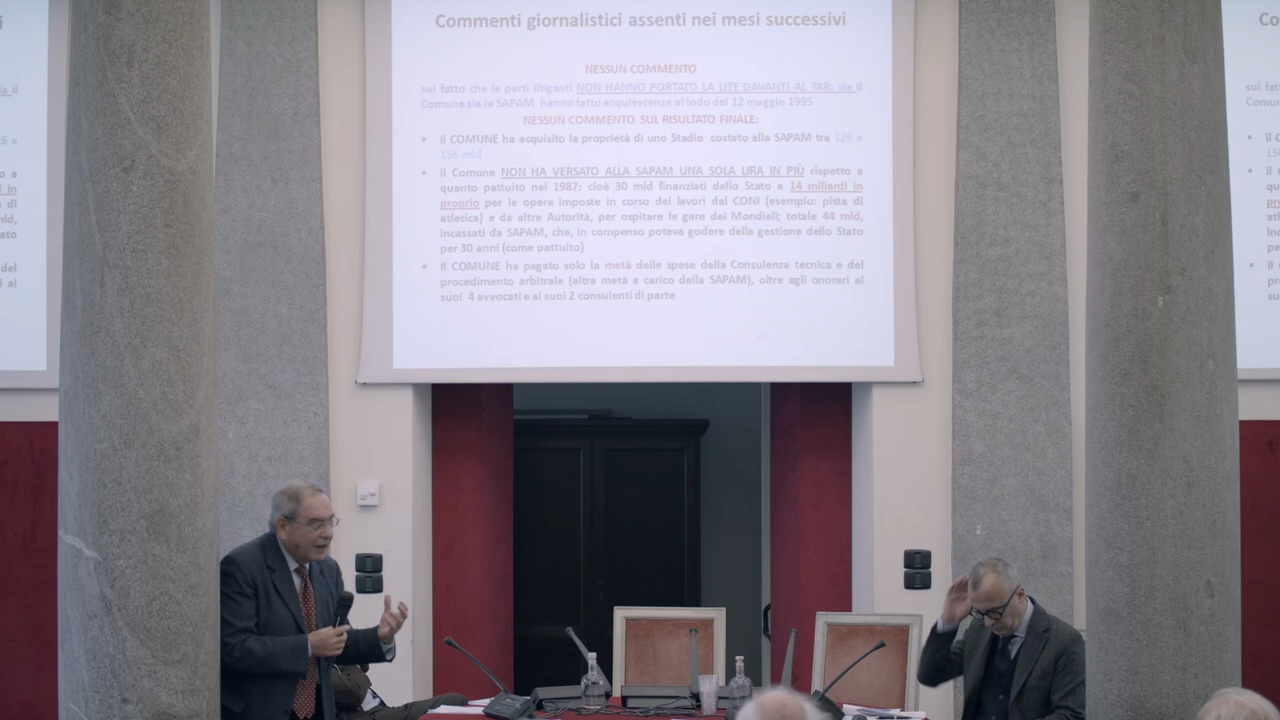 Commenti giornalistici assenti nei mesi successivi
NESSUN COMMENTO
sul fatto che le parti litiganti NON HANNO PORTATO LA LITE DAVANTI AL TAR: sia il
Comune sia la SAPAM hanno fatto acquiescenza al lodo del 12 maggio 1995
NESSUN COMMENTO SUL RISULTATO FINALE:
▪ il COMUNE ha acquisito la proprietà di uno Stadio costato alla SAPAM tra 126 e
156 mld
▪ il Comune NON HA VERSATO ALLA SAPAM UNA SOLA LIRA IN PIÙ rispetto a
quanto pattuito nel 1987: cioè 30 mld finanziati dello Stato e 14 miliardi in
proprio per le opere imposte in corso dei lavori dal CONI (esempio: pista di
atletica) e da altre Autorità, per ospitare le gare dei Mondiali; totale 44 mld,
incassati da SAPAM, che, in compenso poteva godere della gestione dello Stato
per 30 anni (come pattuito)
▪ Il COMUNE ha pagato solo la metà delle spese della Consulenza tecnica e del
procedimento arbitrale (altra metà a carico della SAPAM), oltre agli onorari ai
suoi 4 avvocati e ai suoi 2 consulenti di parte